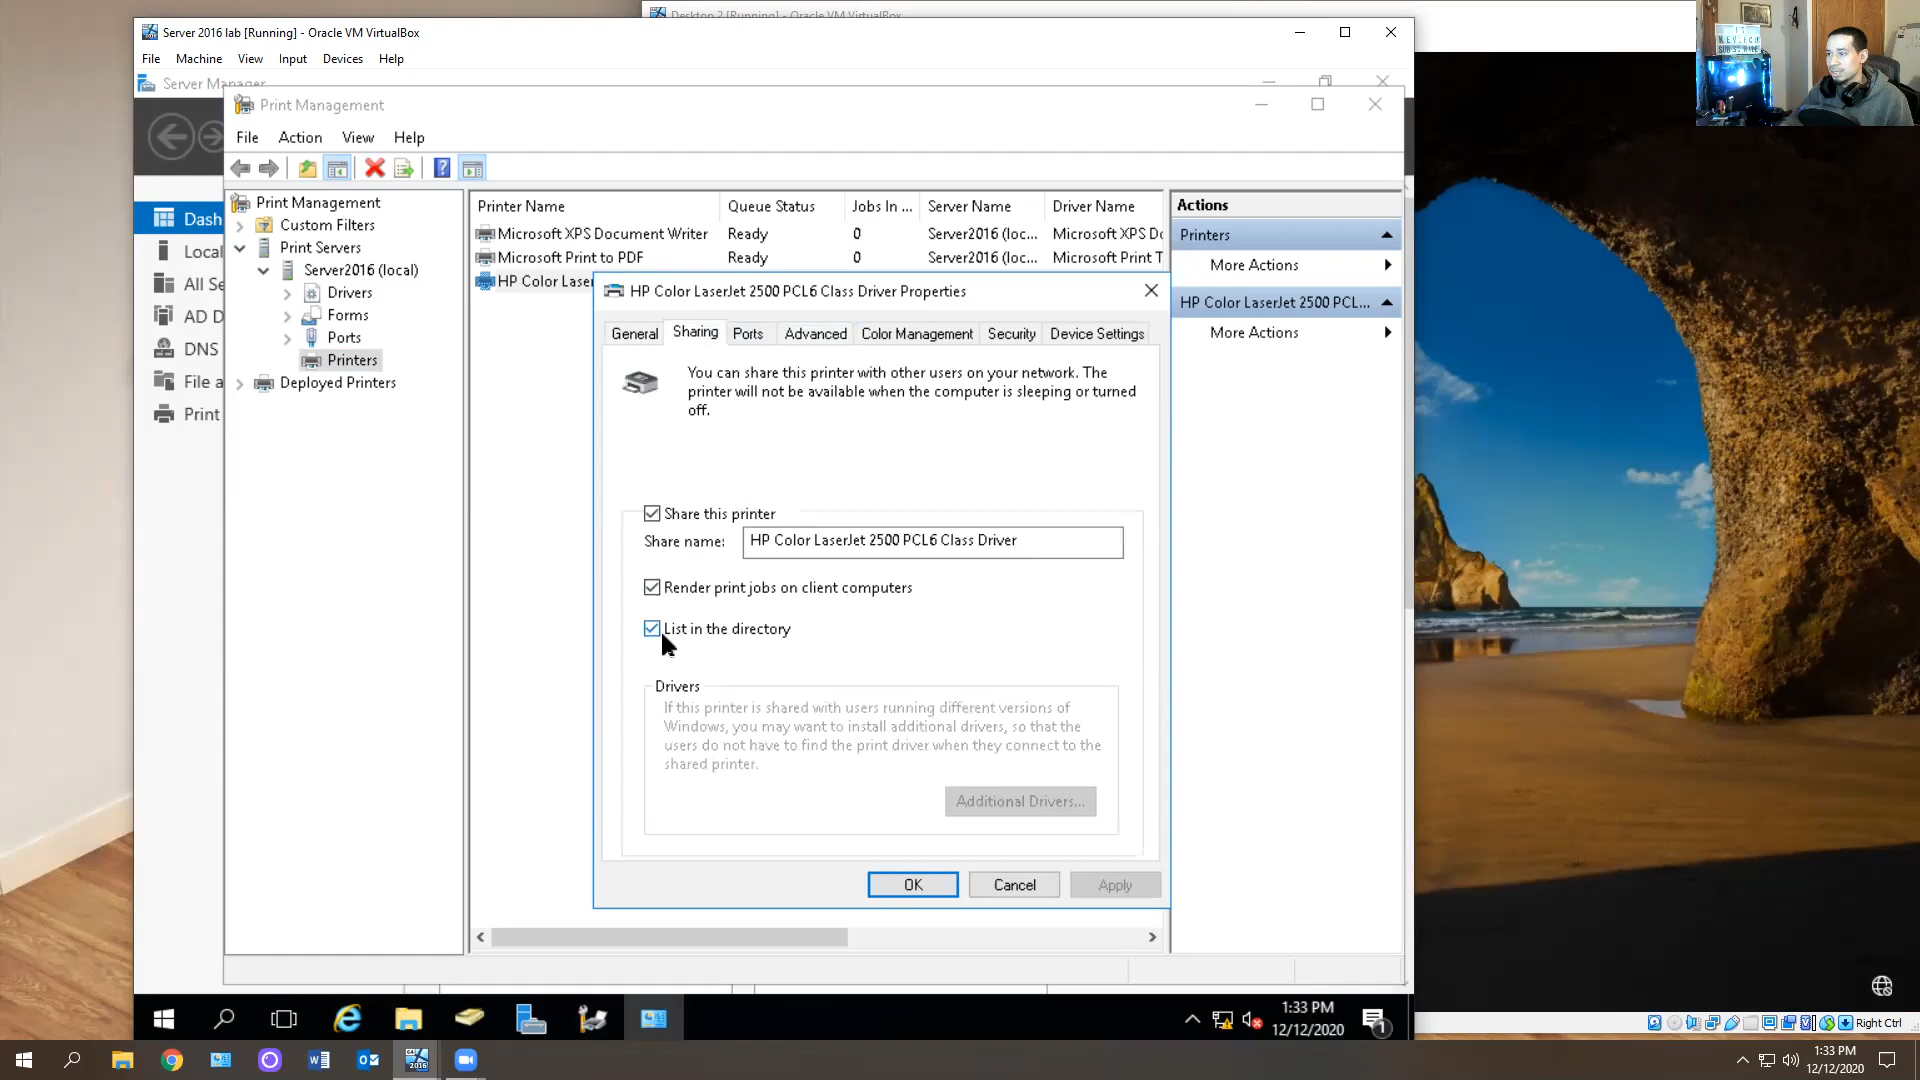 Desktop 2 [Running] - Oracle VM VirtualBox
Server 2016 lab [Running] - Oracle VM VirtualBox
File Machine View Input Devices Help
Server Manager
Print Management
File Action View Help
Dash
Local
All Se
AD D
DNS
File a
Print
Print Management
Custom Filters
Print Servers
Server2016 (local)
Drivers
Forms
Ports
Printers
Deployed Printers
Printer Name Queue Status Jobs In ... Server Name Driver Name
Microsoft XPS Document Writer Ready 0 Server2016 (loc... Microsoft XPS Dc
Microsoft Print to PDF Ready 0 Server2016 (loc... Microsoft Print T
HP Color Laser
Actions
Printers
More Actions
HP Color LaserJet 2500 PCL...
More Actions
HP Color LaserJet 2500 PCL6 Class Driver Properties
General Sharing Ports Advanced Color Management Security Device Settings
You can share this printer with other users on your network. The
printer will not be available when the computer is sleeping or turned
off.
Share this printer
Share name: HP Color LaserJet 2500 PCL6 Class Driver
Render print jobs on client computers
List in the directory
Drivers
If this printer is shared with users running different versions of
Windows, you may want to install additional drivers, so that the
users do not have to find the print driver when they connect to the
shared printer.
Additional Drivers...
OK Cancel Apply
1:33 PM
12/12/2020
1
Right Ctrl
1:33 PM
12/12/2020